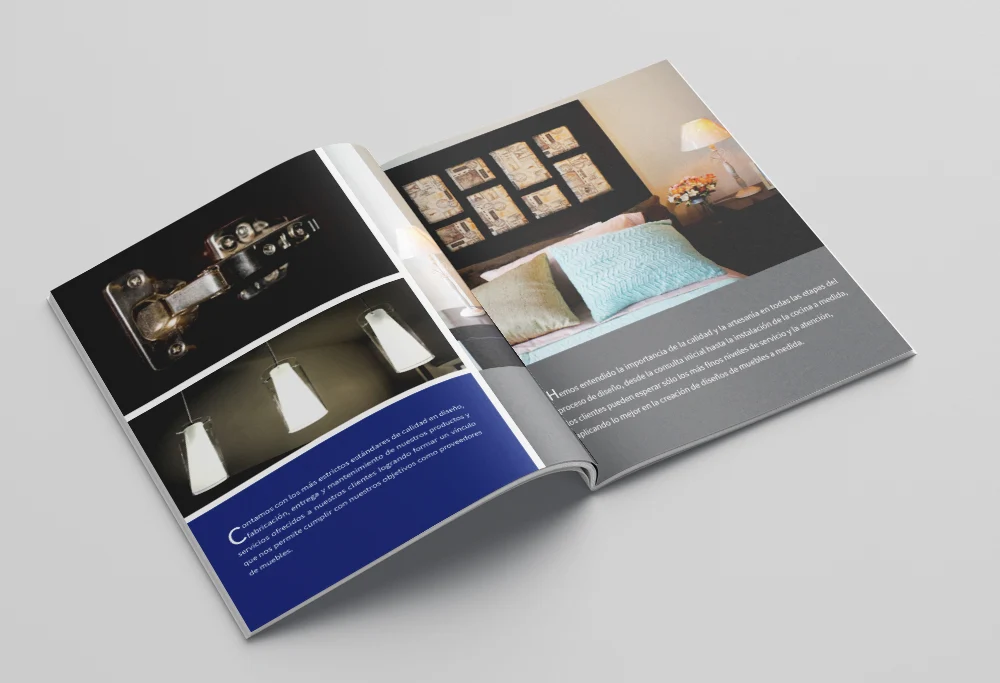 Contamos con los más estrictos estándares de calidad en diseño,
fabricación, entrega y mantenimiento de nuestros productos y
servicios ofrecidos a nuestros clientes logrando formar un vínculo
que nos permite cumplir con nuestros objetivos como proveedores
de muebles.
Hemos entendido la importancia de la calidad y la artesanía en todas las etapas del
proceso de diseño, desde la consulta inicial hasta la instalación de la cocina a medida,
los clientes pueden esperar sólo los más finos niveles de servicio y la atención,
aplicando lo mejor en la creación de diseños de muebles a medida.